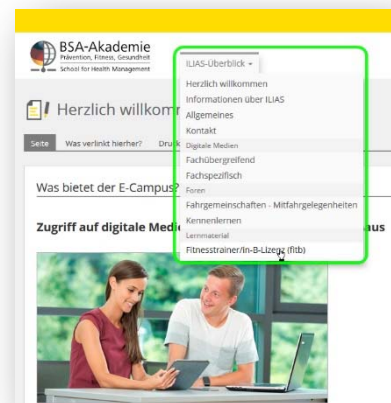 BSA-Akademie
Prävention, Fitness, Gesundheit
School for Health Management
ILIAS-Überblick
Herzlich willkommen
Informationen über ILIAS
Allgemeines
Kontakt
Digitale Medien
Fachübergreifend
Fachspezifisch
Foren
Fahrgemeinschaften - Mitfahrgelegenheiten
Kennenlernen
Lernmaterial
Fitnesstrainer/in-B-Lizenz (fitb)
Herzlich willkomm
Seite Was verlinkt hierher? Druck
Was bietet der E-Campus?
Zugriff auf digitale Medie aus